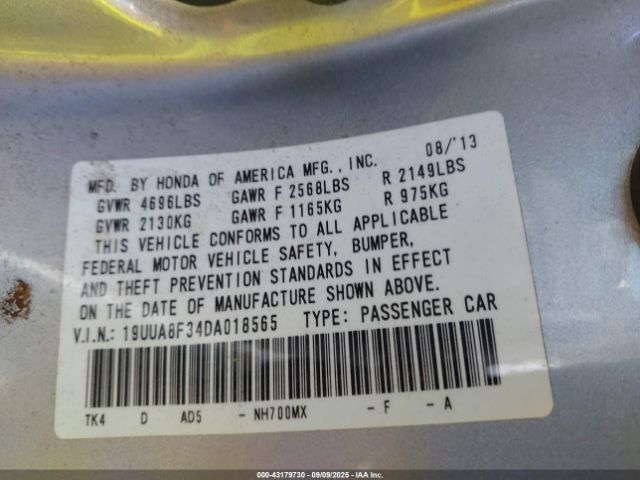 MFD. BY HONDA OF AMERICA MFG., INC. 08/'13
GVWR 4696LBS GAWR F 2568LBS R 2149LBS
GVWR 2130KG GAWR F 1165KG R 975KG
THIS VEHICLE CONFORMS TO ALL APPLICABLE
FEDERAL MOTOR VEHICLE SAFETY, BUMPER,
AND THEFT PREVENTION STANDARDS IN EFFECT
ON THE DATE OF MANUFACTURE SHOWN ABOVE.
V.I.N.: 19UUA8F34DA018565 TYPE: PASSENGER CAR
TK4 D AD5 - NH700MX - F - A
000-43179730 - 09/09/2025 - IAA Inc.